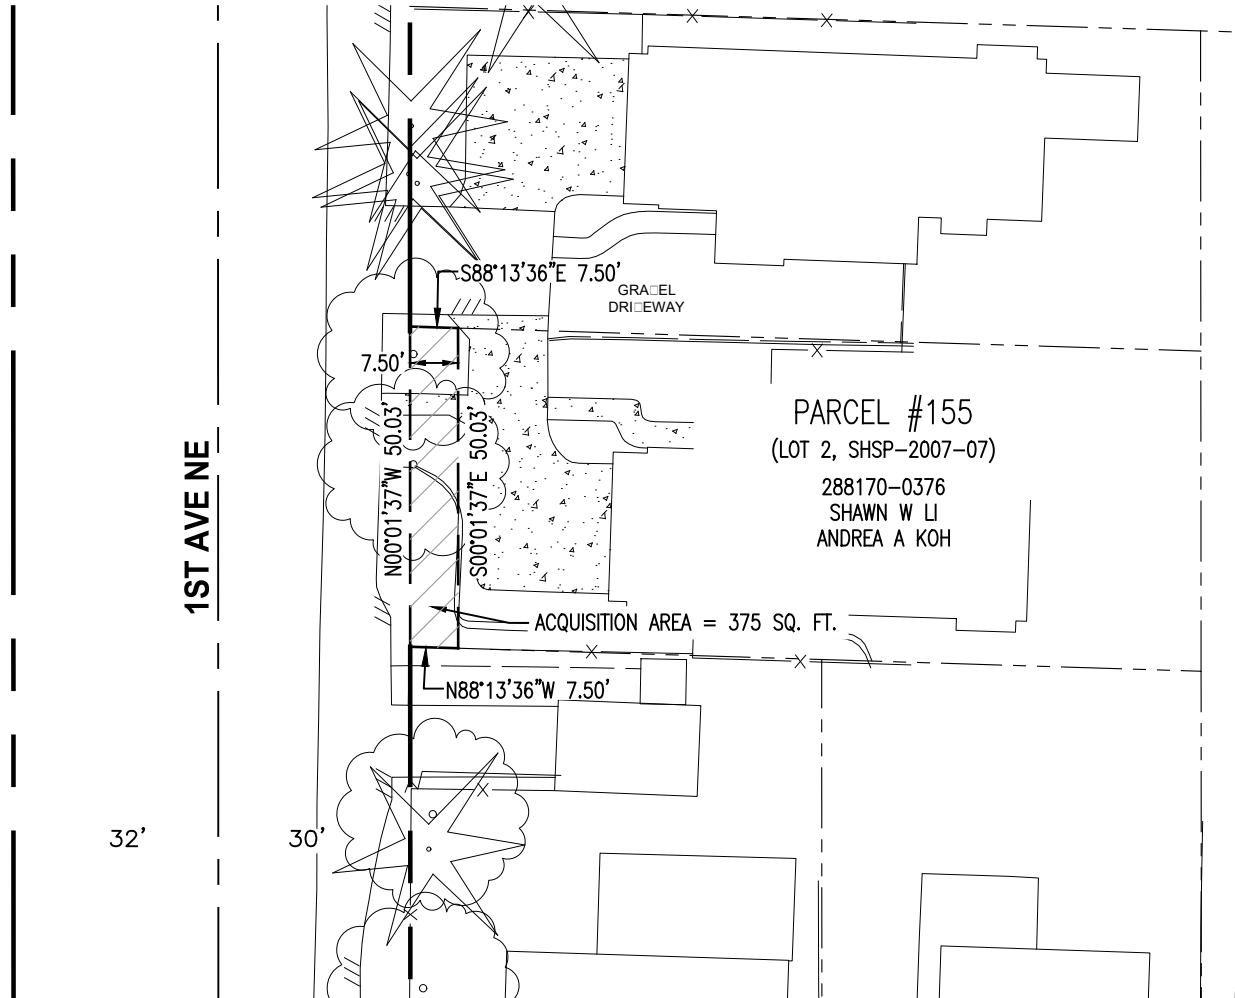 S88°13'36"E 7.50'
GRA□EL
DRI□EWAY
7.50'
N00°01'37"W 50.03'
S00°01'37"E 50.03'
PARCEL #155
(LOT 2, SHSP-2007-07)
288170-0376
SHAWN W LI
ANDREA A KOH
1ST AVE NE
ACQUISITION AREA = 375 SQ. FT.
N88°13'36"W 7.50'
32'
30'